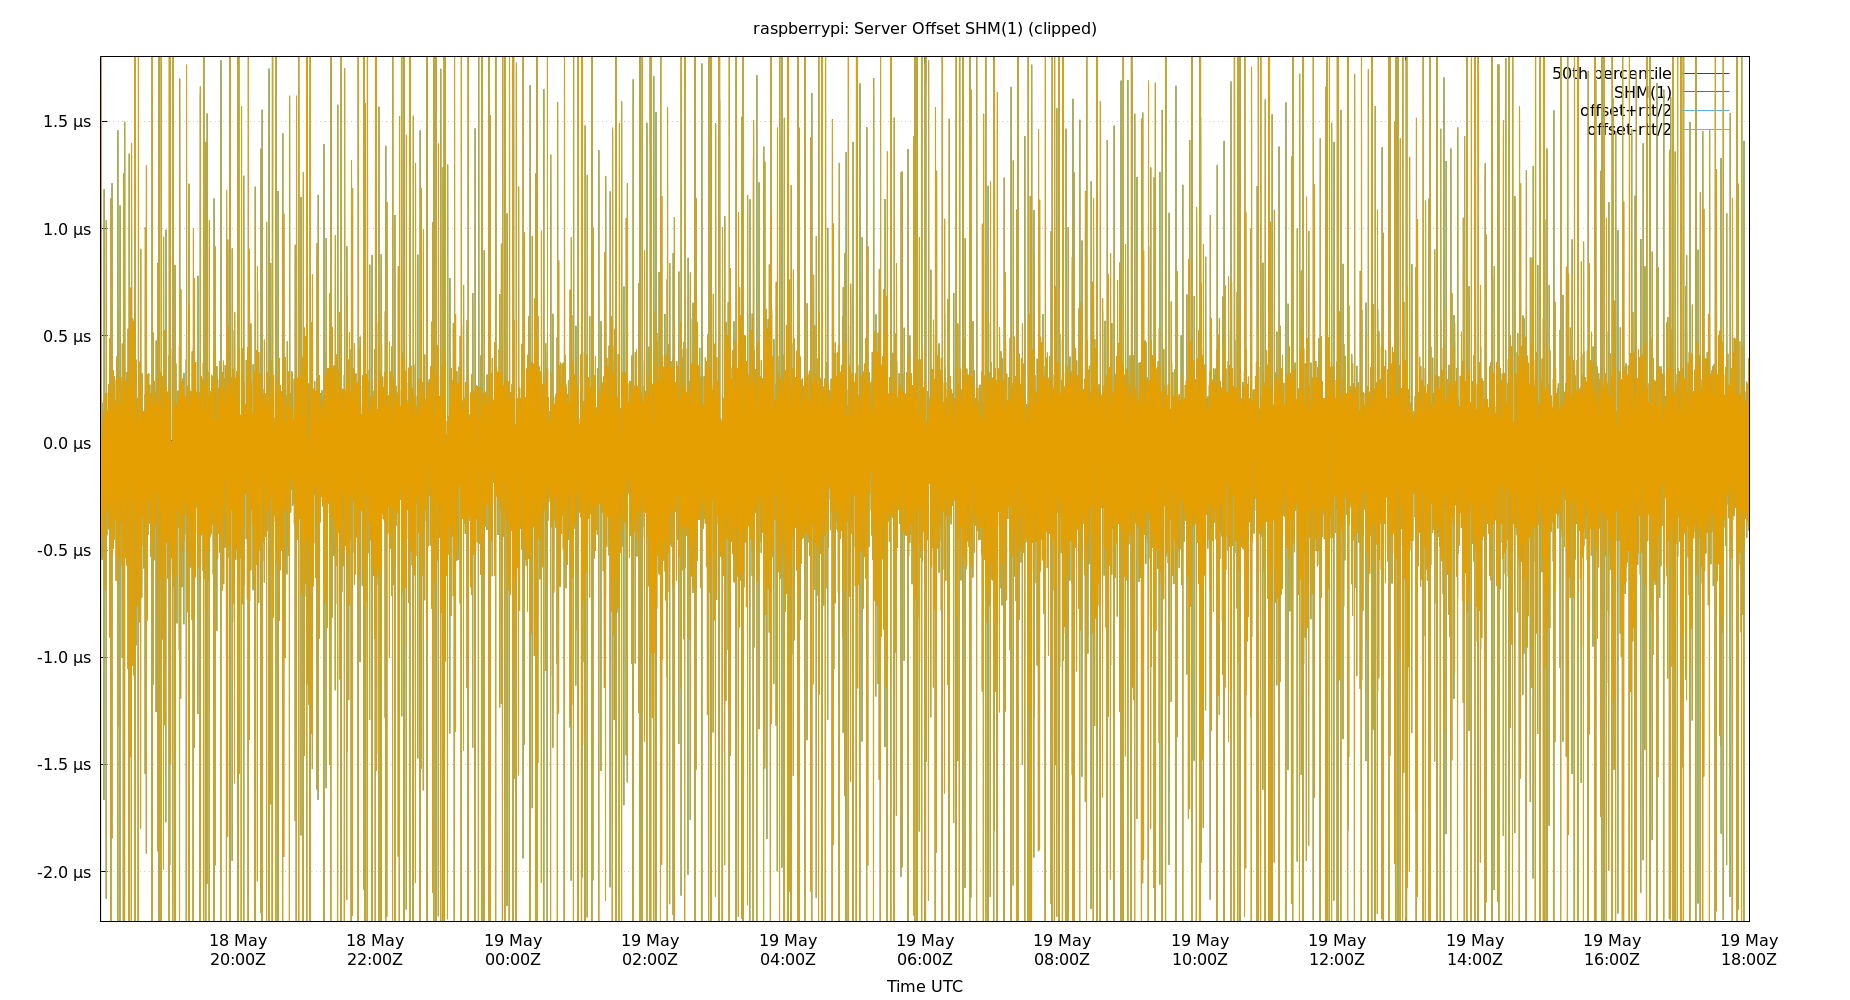 raspberrypi: Server Offset SHM(1) (clipped)
50th percentile
SHM(1)
offset+rtt/2
offset-rtt/2
1.5 µs
1.0 µs
0.5 µs
0.0 µs
-0.5 µs
-1.0 µs
-1.5 µs
-2.0 µs
18 May 18 May 19 May 19 May 19 May 19 May 19 May 19 May 19 May 19 May 19 May 19 May
20:00Z 22:00Z 00:00Z 02:00Z 04:00Z 06:00Z 08:00Z 10:00Z 12:00Z 14:00Z 16:00Z 18:00Z
Time UTC